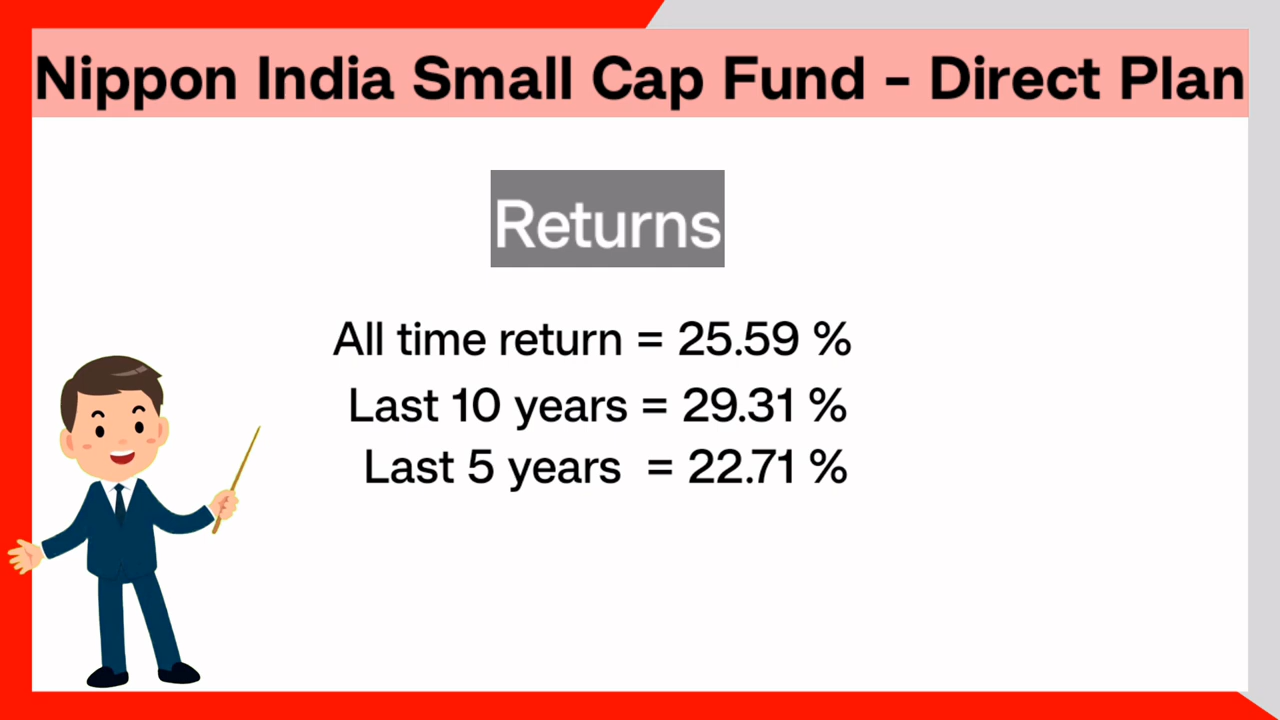 Nippon India Small Cap Fund - Direct Plan
Returns
All time return = 25.59 %
Last 10 years = 29.31 %
Last 5 years = 22.71 %